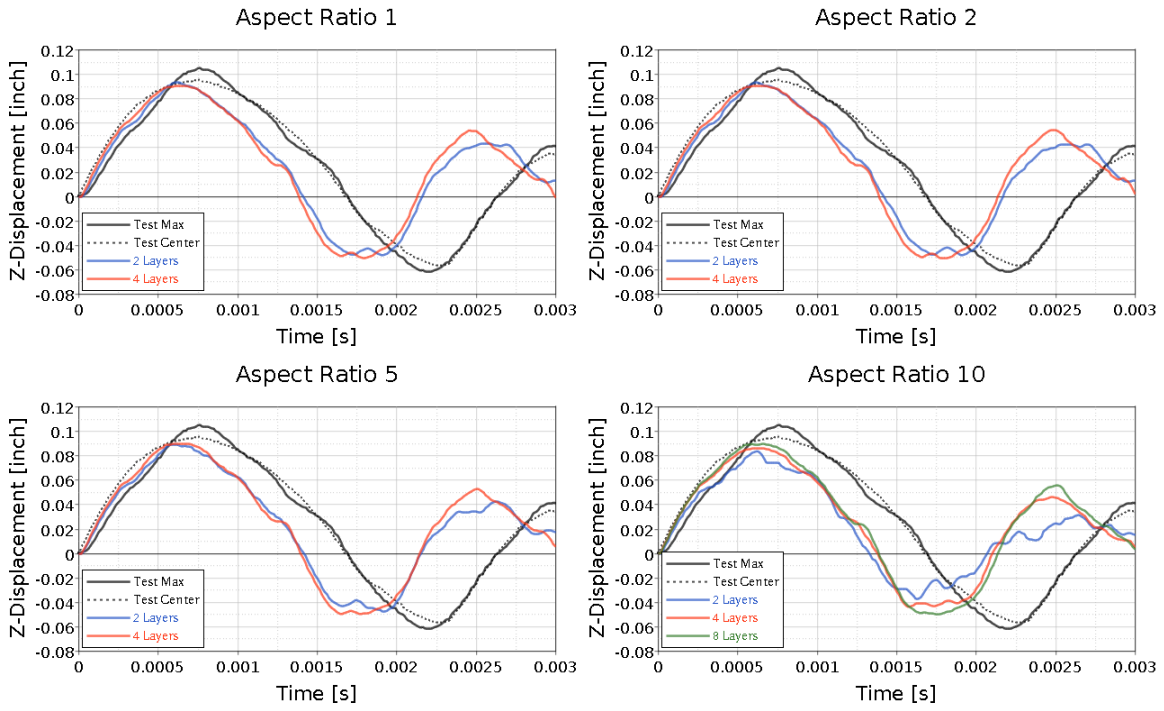 Aspect Ratio 1
Z-Displacement [inch]
0.12
0.1
0.08
0.06
0.04
0.02
0
-0.02
-0.04
-0.06
-0.08
Test Max
Test Center
2 Layers
4 Layers
0 0.0005 0.001 0.0015 0.002 0.0025 0.003
Time [s]
Aspect Ratio 2
Z-Displacement [inch]
0.12
0.1
0.08
0.06
0.04
0.02
0
-0.02
-0.04
-0.06
-0.08
Test Max
Test Center
2 Layers
4 Layers
0 0.0005 0.001 0.0015 0.002 0.0025 0.003
Time [s]
Aspect Ratio 5
Z-Displacement [inch]
0.12
0.1
0.08
0.06
0.04
0.02
0
-0.02
-0.04
-0.06
-0.08
Test Max
Test Center
2 Layers
4 Layers
0 0.0005 0.001 0.0015 0.002 0.0025 0.003
Time [s]
Aspect Ratio 10
Z-Displacement [inch]
0.12
0.1
0.08
0.06
0.04
0.02
0
-0.02
-0.04
-0.06
-0.08
Test Max
Test Center
2 Layers
4 Layers
8 Layers
0 0.0005 0.001 0.0015 0.002 0.0025 0.003
Time [s]